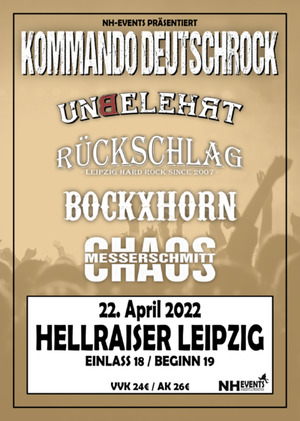 NH-EVENTS PRÄSENTIERT
KOMMANDO DEUTSCHROCK
UNBELEHRT
RÜCKSCHLAG
LEIPZIG HARD ROCK SINCE 2007
BOCKXHORN
CHAOS
MESSERSCHMITT
22. April 2022
HELLRAISER LEIPZIG
EINLASS 18 / BEGINN 19
VVK 24€ / AK 26€
NH EVENTS